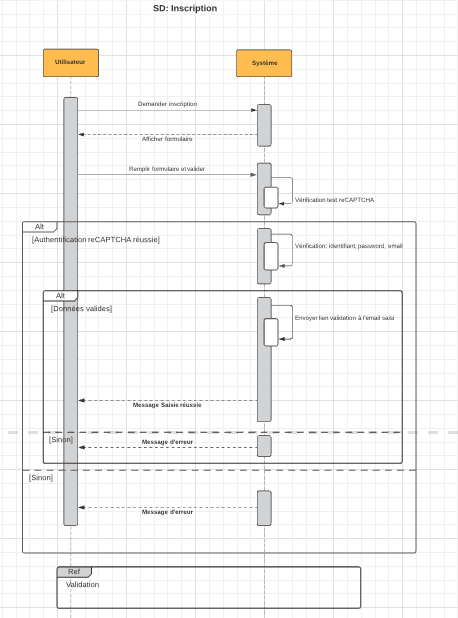 SD: Inscription
Utilisateur
Système
Demander inscription
Afficher formulaire
Remplir formulaire et valider
Vérification test reCAPTCHA
Alt
[Authentification reCAPTCHA réussie]
Vérification: identifiant, password, email
Alt
[Données valides]
Envoyer lien validation à l'email saisi
Message Saisie réussie
[Sinon]
Message d'erreur
[Sinon]
Message d'erreur
Ref
Validation